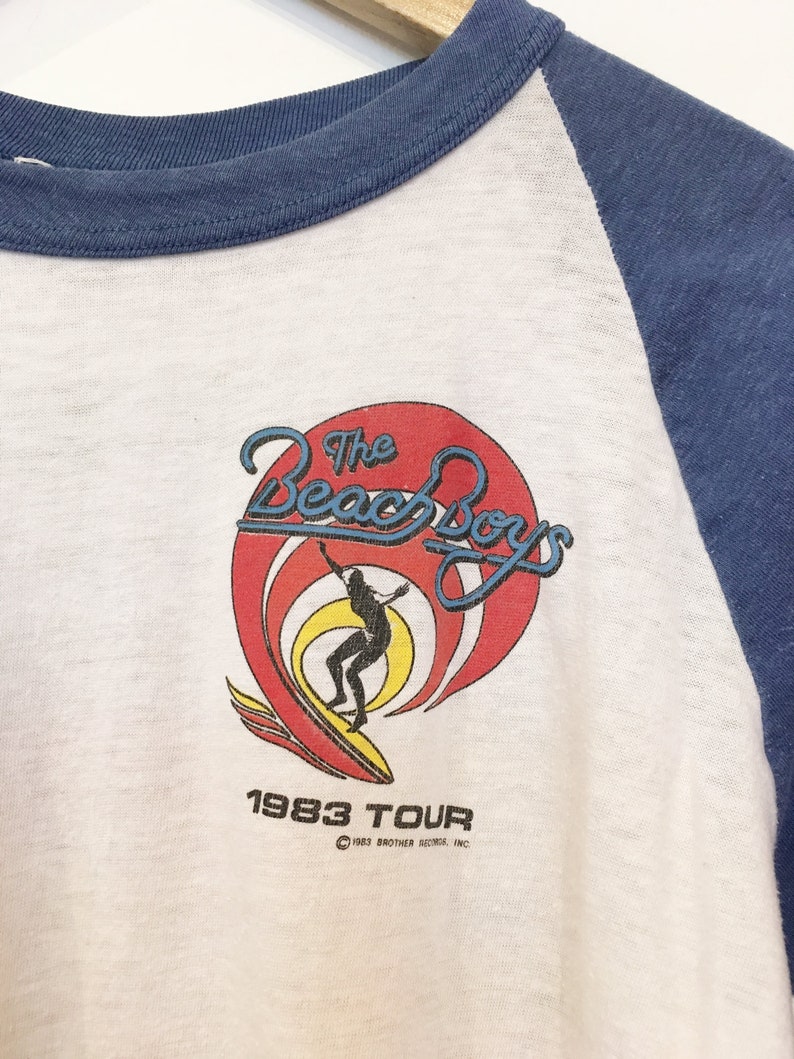 The
Beach Boys
1983 TOUR
©1983 BROTHER RECORDS, INC.